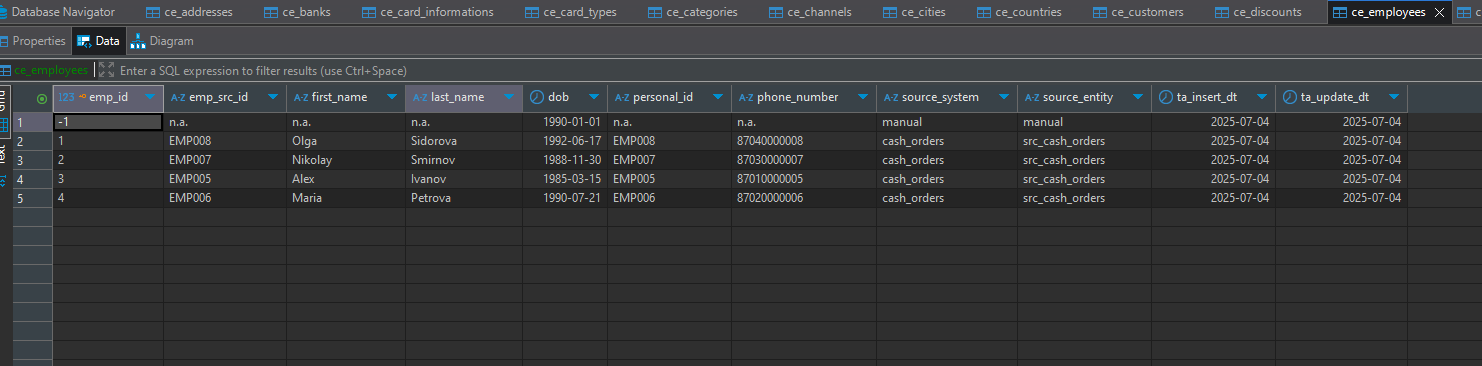 Database Navigator ce_addresses ce_banks ce_card_informations ce_card_types ce_categories ce_channels ce_cities ce_countries ce_customers ce_discounts ce_employees
Properties Data Diagram
ce_employees Enter a SQL expression to filter results (use Ctrl+Space)
Grid
Text
123 emp_id A-Z emp_src_id A-Z first_name A-Z last_name dob A-Z personal_id A-Z phone_number A-Z source_system A-Z source_entity ta_insert_dt ta_update_dt
1 -1 n.a. n.a. n.a. 1990-01-01 n.a. n.a. manual manual 2025-07-04 2025-07-04
2 1 EMP008 Olga Sidorova 1992-06-17 EMP008 87040000008 cash_orders src_cash_orders 2025-07-04 2025-07-04
3 2 EMP007 Nikolay Smirnov 1988-11-30 EMP007 87030000007 cash_orders src_cash_orders 2025-07-04 2025-07-04
4 3 EMP005 Alex Ivanov 1985-03-15 EMP005 87010000005 cash_orders src_cash_orders 2025-07-04 2025-07-04
5 4 EMP006 Maria Petrova 1990-07-21 EMP006 87020000006 cash_orders src_cash_orders 2025-07-04 2025-07-04